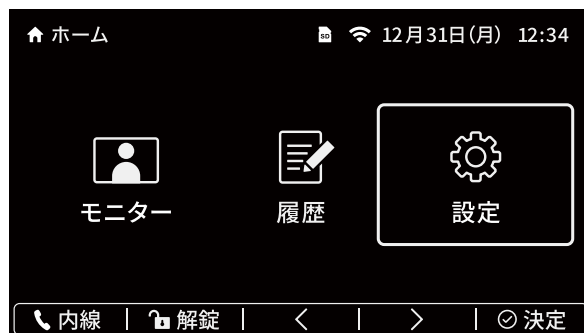 ホーム SD 12月31日(月) 12:34
モニター 履歴 設定
内線 解錠 < > 決定